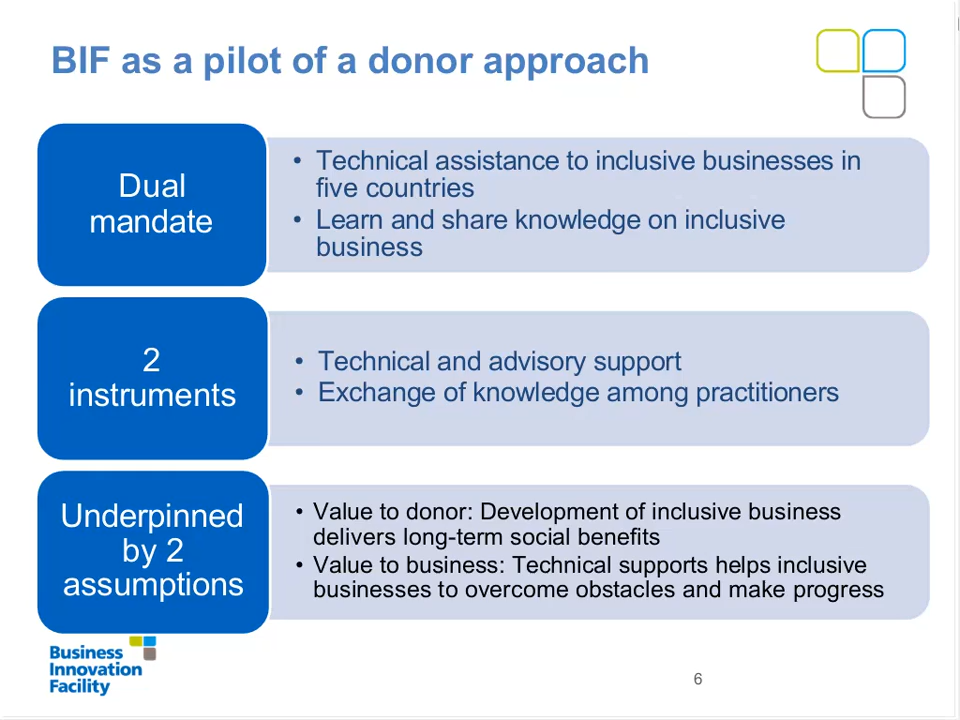 BIF as a pilot of a donor approach
Dual
mandate
• Technical assistance to inclusive businesses in
five countries
• Learn and share knowledge on inclusive
business
2
instruments
• Technical and advisory support
• Exchange of knowledge among practitioners
Underpinned
by 2
assumptions
• Value to donor: Development of inclusive business
delivers long-term social benefits
• Value to business: Technical supports helps inclusive
businesses to overcome obstacles and make progress
Business
Innovation
Facility
6